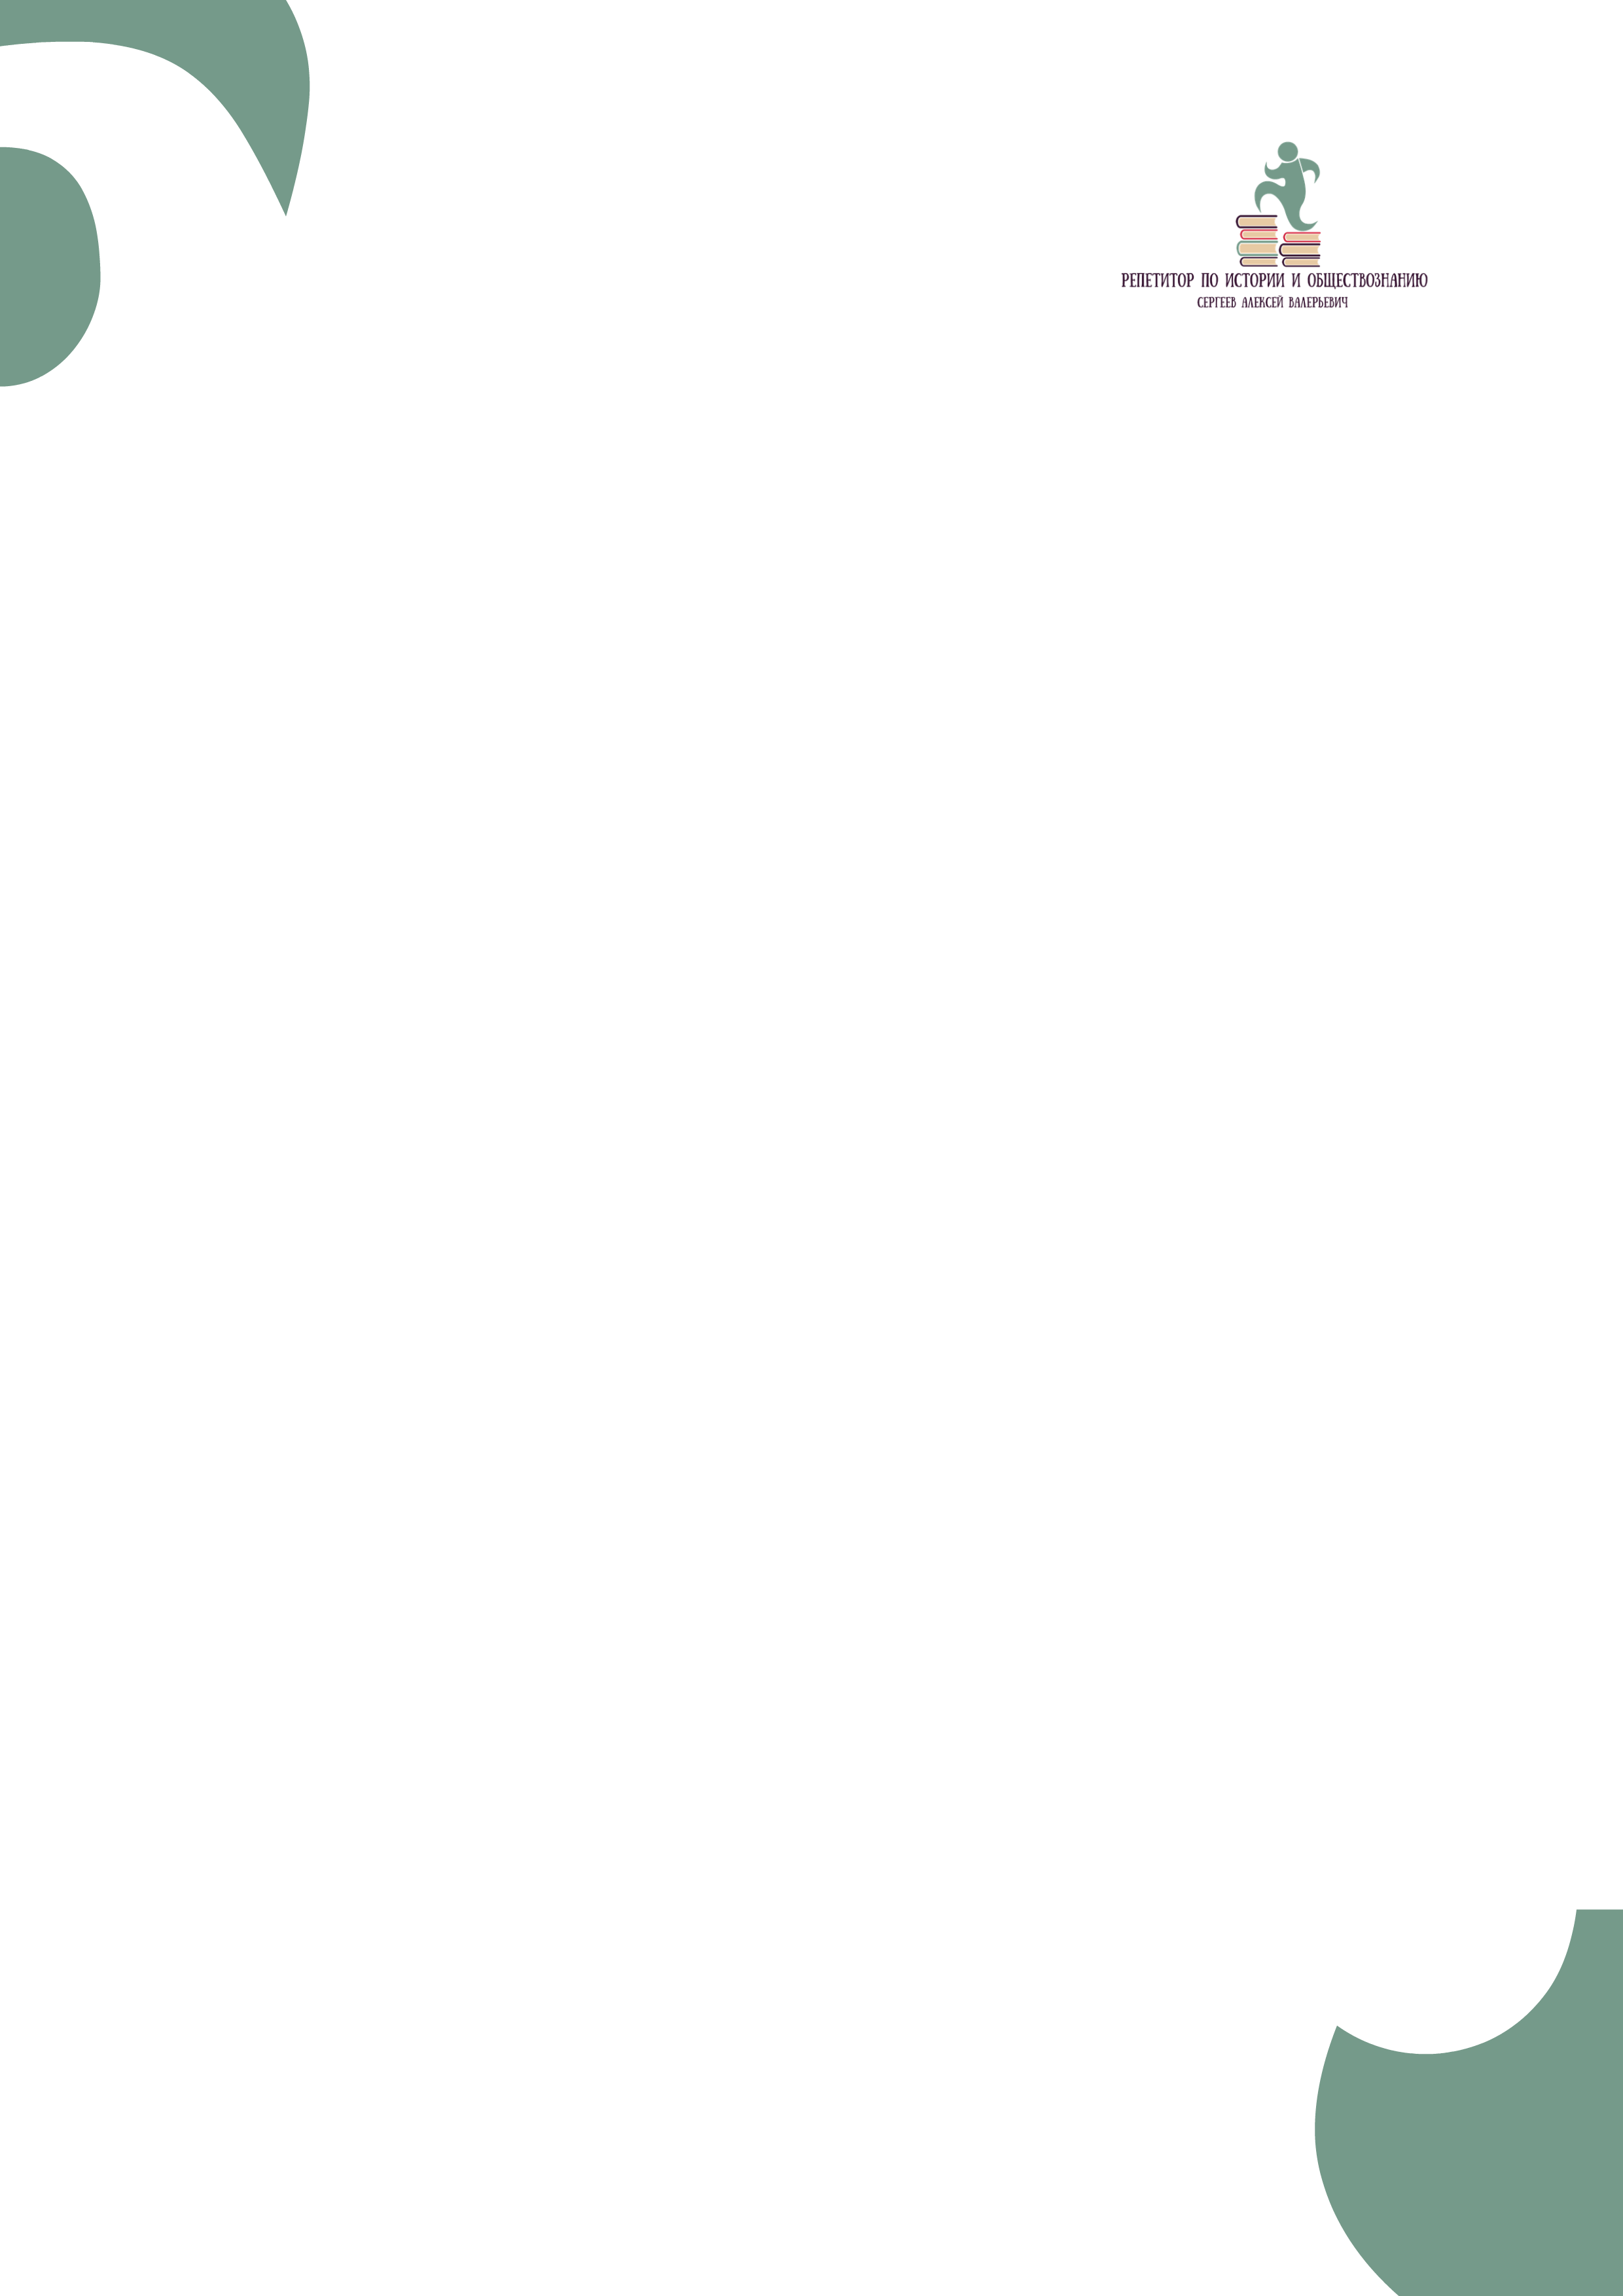 РЕПЕТИТОР ПО ИСТОРИИ И ОБЩЕСТВОЗНАНИЮ
СЕРГЕЕВ АЛЕКСЕЙ ВАЛЕРЬЕВИЧ